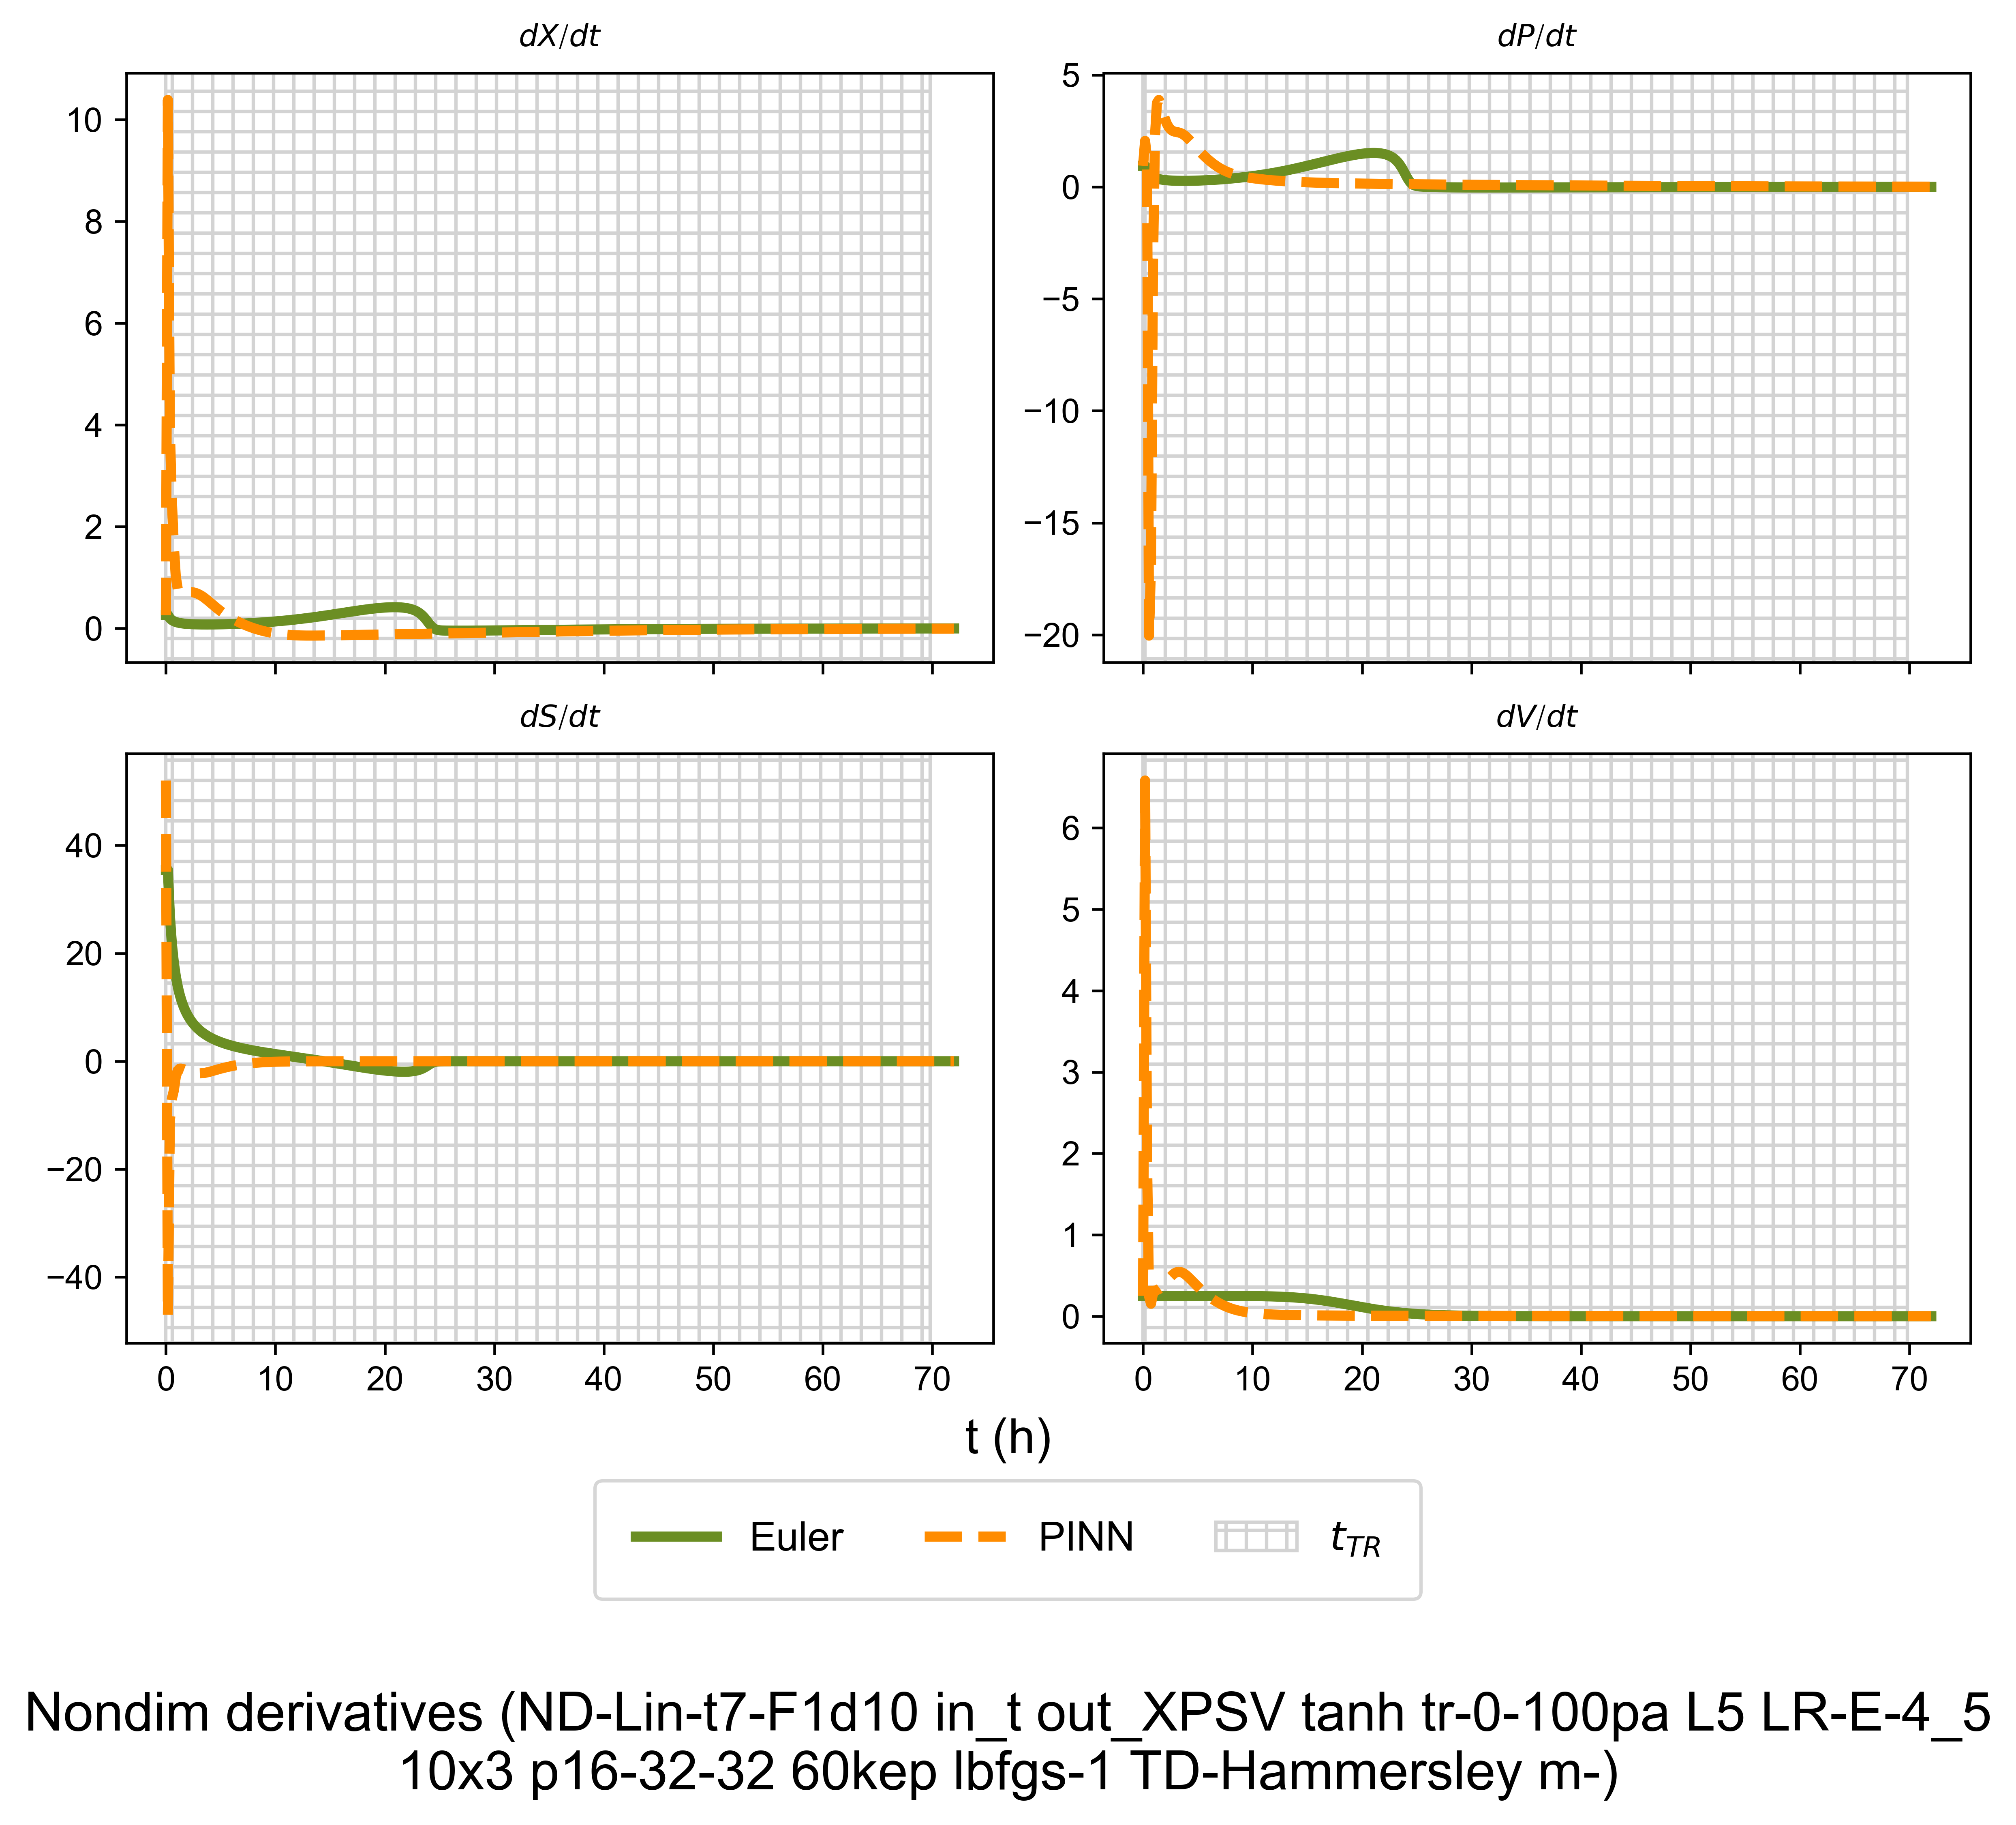 dX/dt
dP/dt
10
8
6
4
2
0
5
0
−5
−10
−15
−20
dS/dt
dV/dt
40
20
0
−20
−40
6
5
4
3
2
1
0
0 10 20 30 40 50 60 70
0 10 20 30 40 50 60 70
t (h)
Euler PINN t_TR
Nondim derivatives (ND-Lin-t7-F1d10 in_t out_XPSV tanh tr-0-100pa L5 LR-E-4_5
10x3 p16-32-32 60kep lbfgs-1 TD-Hammersley m-)